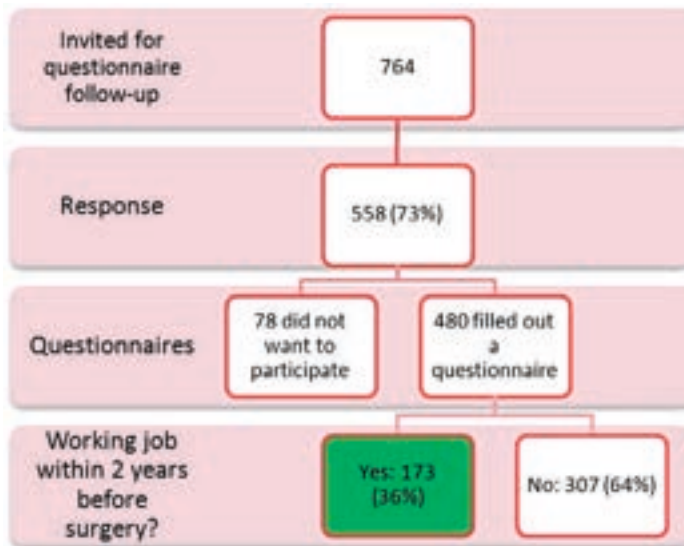 Invited for
questionnaire
follow-up
764
Response
558 (73%)
Questionnaires
78 did not
want to
participate
480 filled out
a
questionnaire
Working job
within 2 years
before
surgery?
Yes: 173
(36%)
No: 307 (64%)